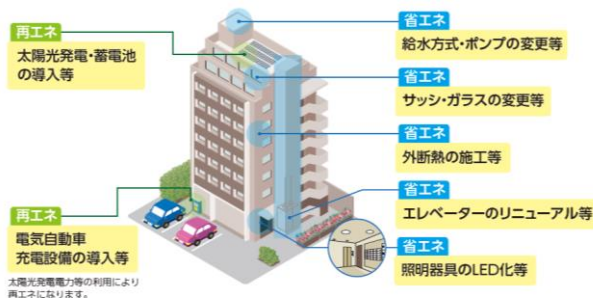 再エネ
太陽光発電・蓄電池
の導入等
再エネ
電気自動車
充電設備の導入等
太陽光発電電力等の利用により
再エネになります。
省エネ
給水方式・ポンプの変更等
省エネ
サッシ・ガラスの変更等
省エネ
外断熱の施工等
省エネ
エレベーターのリニューアル等
省エネ
照明器具のLED化等